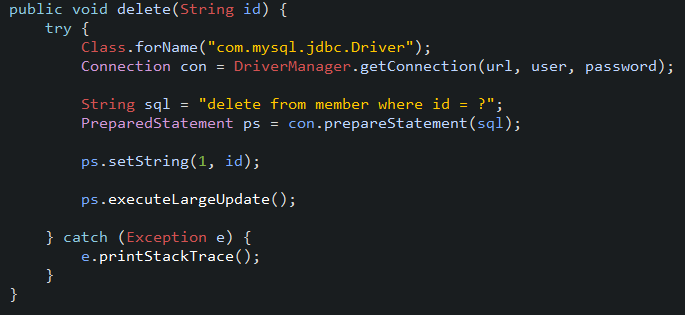 public void delete(String id) {
    try {
        Class.forName("com.mysql.jdbc.Driver");
        Connection con = DriverManager.getConnection(url, user, password);

        String sql = "delete from member where id = ?";
        PreparedStatement ps = con.prepareStatement(sql);

        ps.setString(1, id);

        ps.executeLargeUpdate();

    } catch (Exception e) {
        e.printStackTrace();
    }
}